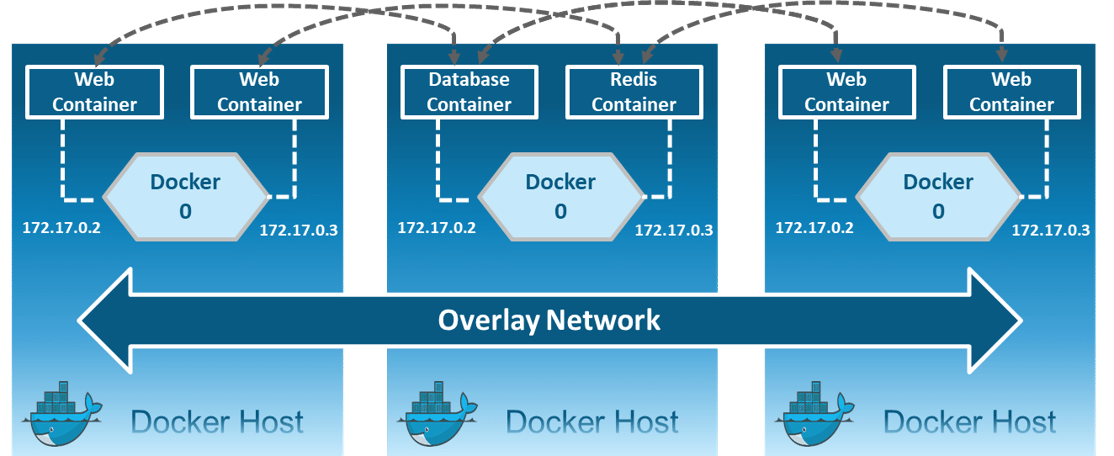 Web
Container
Web
Container
Database
Container
Redis
Container
Web
Container
Web
Container
Docker
0
172.17.0.2
172.17.0.3
Docker
0
172.17.0.2
172.17.0.3
Docker
0
172.17.0.2
172.17.0.3
Overlay Network
Docker Host
Docker Host
Docker Host